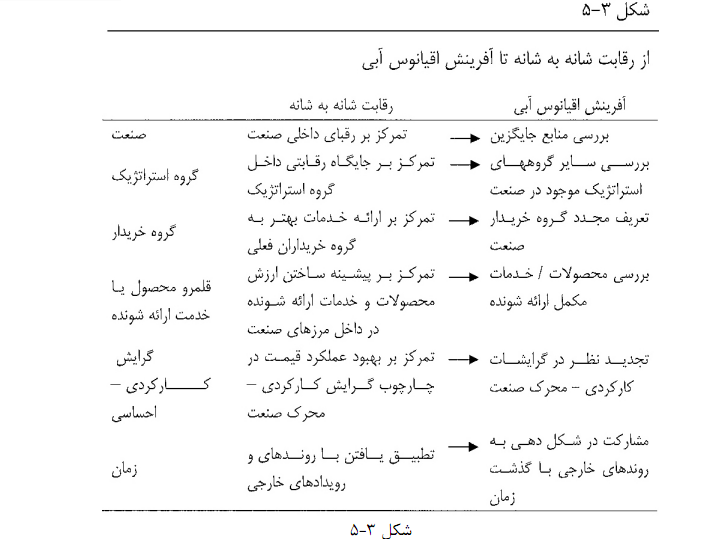 شکل ۳-۵
از رقابت شانه به شانه تا آفرینش اقیانوس آبی
آفرینش اقیانوس آبی
رقابت شانه به شانه
بررسی منابع جایگزین
تمرکز بر رقبای داخلی صنعت
صنعت
بررسی سایر گروههای
استراتژیک موجود در صنعت
تمرکز بر جایگاه رقابتی داخل
گروه استراتژیک
گروه استراتژیک
تعریف مجدد گروه خریدار
صنعت
تمرکز بر ارائه خدمات بهتر به
گروه خریداران فعلی
گروه خریدار
بررسی محصولات / خدمات
مکمل ارائه شونده
تمرکز بر پیشینه ساختن ارزش
محصولات و خدمات ارائه شونده
در داخل مرزهای صنعت
قلمرو محصول یا
خدمت ارائه شونده
تجدید نظر در گرایشات
کارکردی – محرک صنعت
تمرکز بر بهبود عملکرد قیمت در
چارچوب گرایش کارکردی –
محرک صنعت
گرایش
کارکردی –
احساسی
مشارکت در شکل دهی به
روندهای خارجی با گذشت
زمان
تطبیق یافتن با روندهای و
رویدادهای خارجی
زمان
شکل ۳-۵